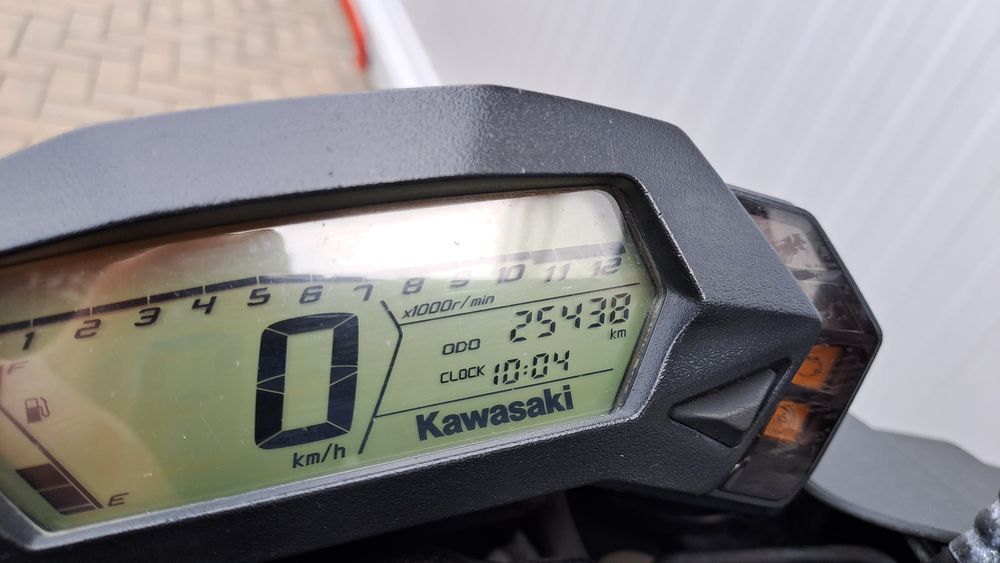 1 2 3 4 5 6 7 8 9 10 11 12
x1000r/min
ODO 25438 km
CLOCK 10:04
0
km/h
Kawasaki
F
E